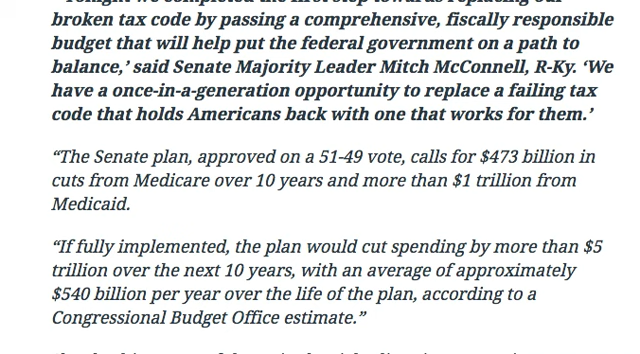 broken tax code by passing a comprehensive, fiscally responsible
budget that will help put the federal government on a path to
balance,’ said Senate Majority Leader Mitch McConnell, R-Ky. ‘We
have a once-in-a-generation opportunity to replace a failing tax
code that holds Americans back with one that works for them.’
“The Senate plan, approved on a 51-49 vote, calls for $473 billion in
cuts from Medicare over 10 years and more than $1 trillion from
Medicaid.
“If fully implemented, the plan would cut spending by more than $5
trillion over the next 10 years, with an average of approximately
$540 billion per year over the life of the plan, according to a
Congressional Budget Office estimate.”